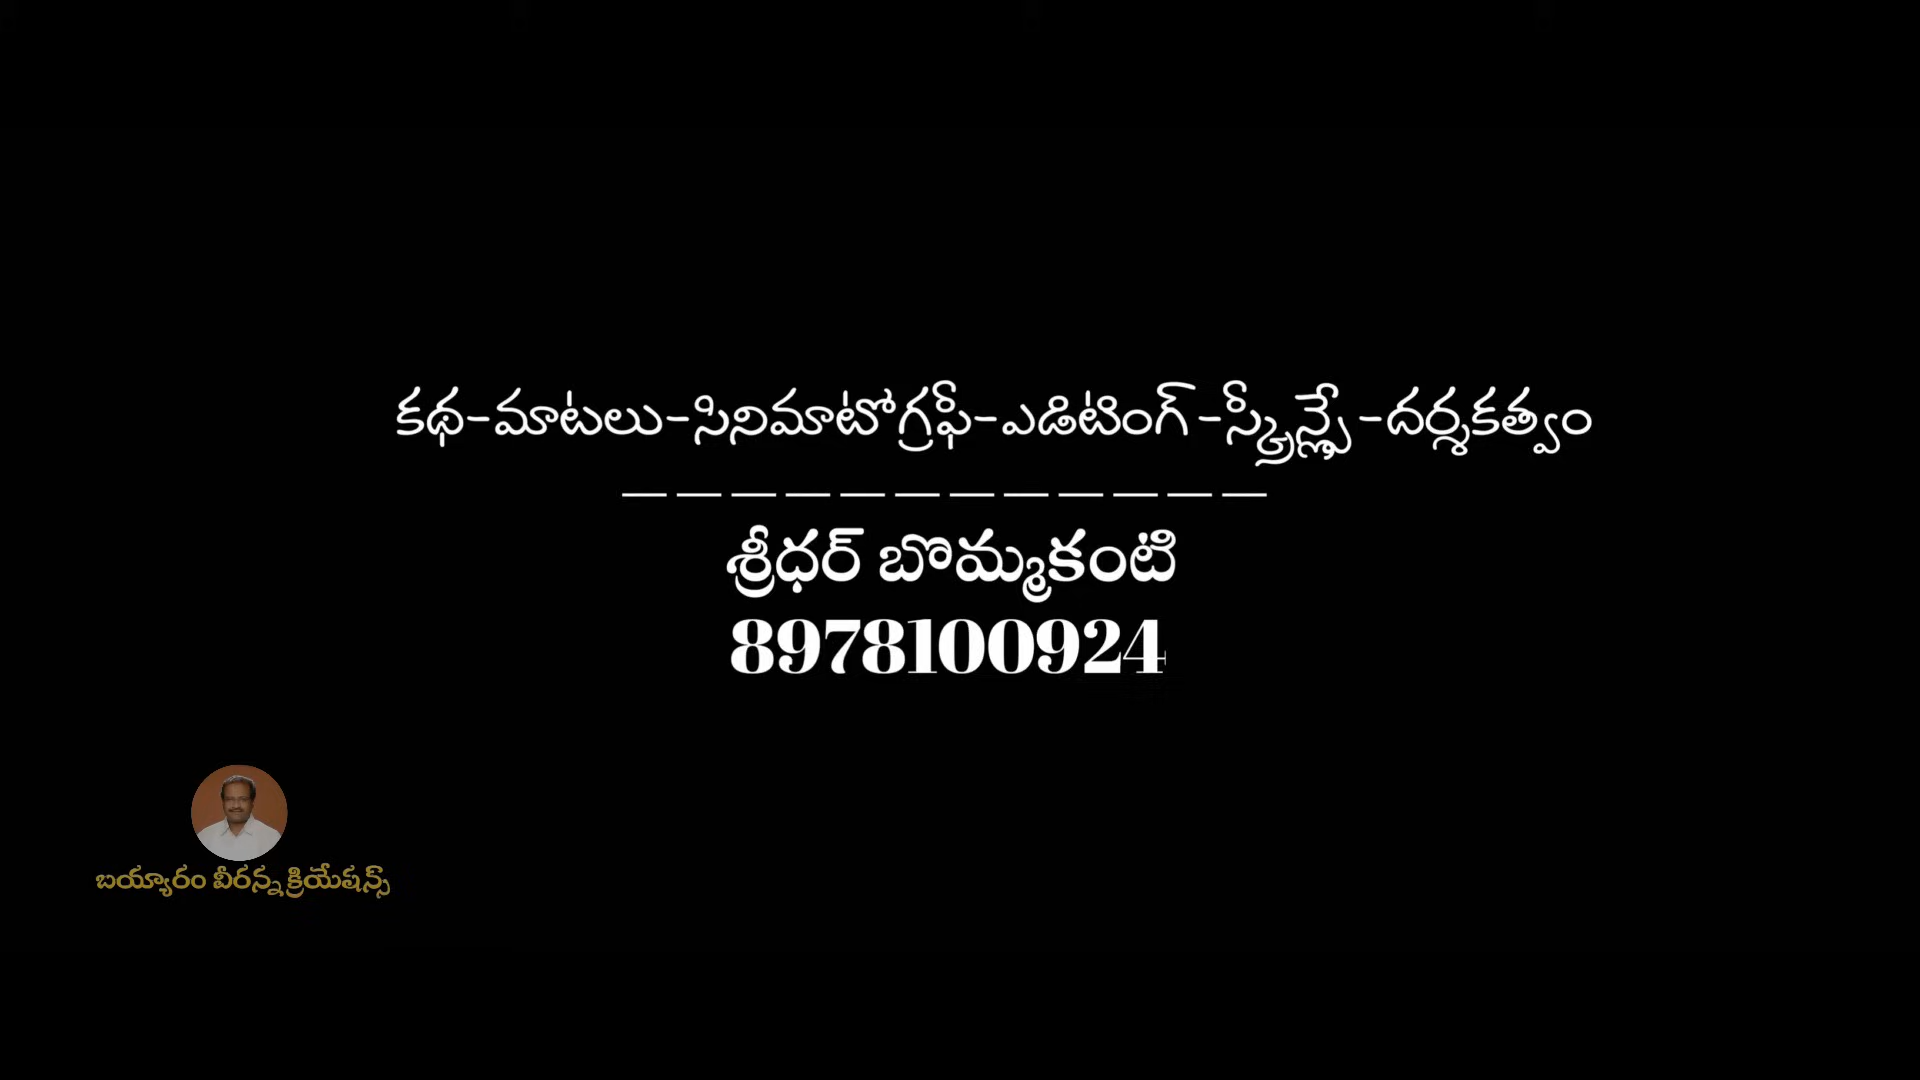 కథ-మాటలు-సినిమాటోగ్రఫీ-ఎడిటింగ్-స్క్రీన్ప్లే-దర్శకత్వం
— — — — — — — — — — — —
శ్రీధర్ బొమ్మకంటి
8978100924
బయ్యారం వీరన్న క్రియేషన్స్